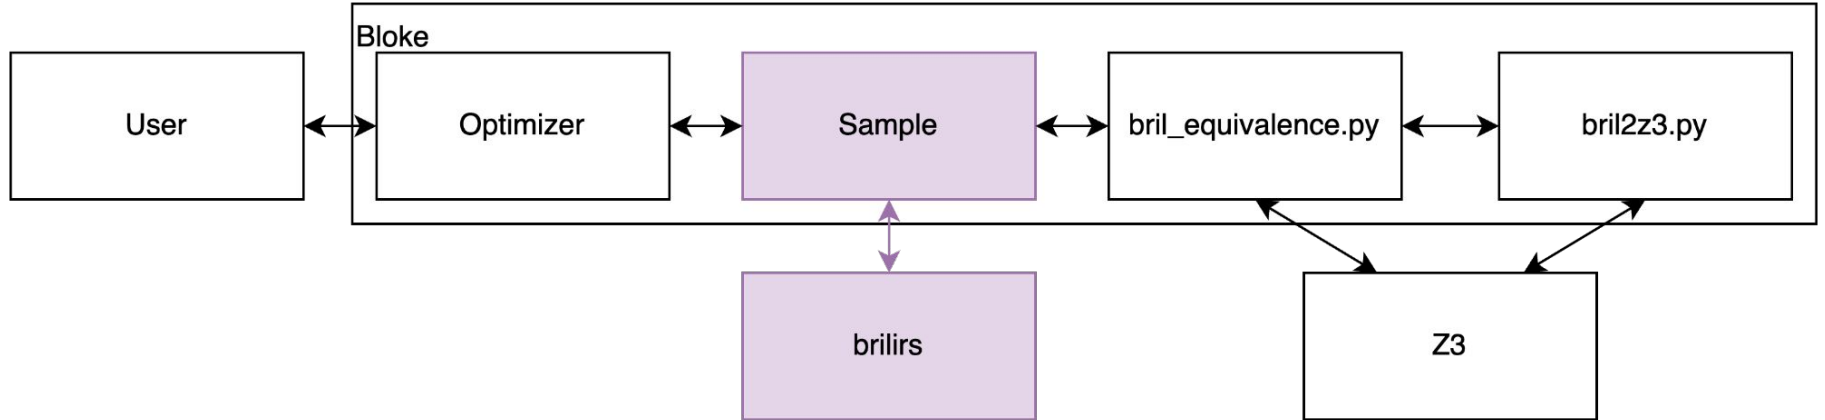 Bloke
User
Optimizer
Sample
bril_equivalence.py
bril2z3.py
brilirs
Z3